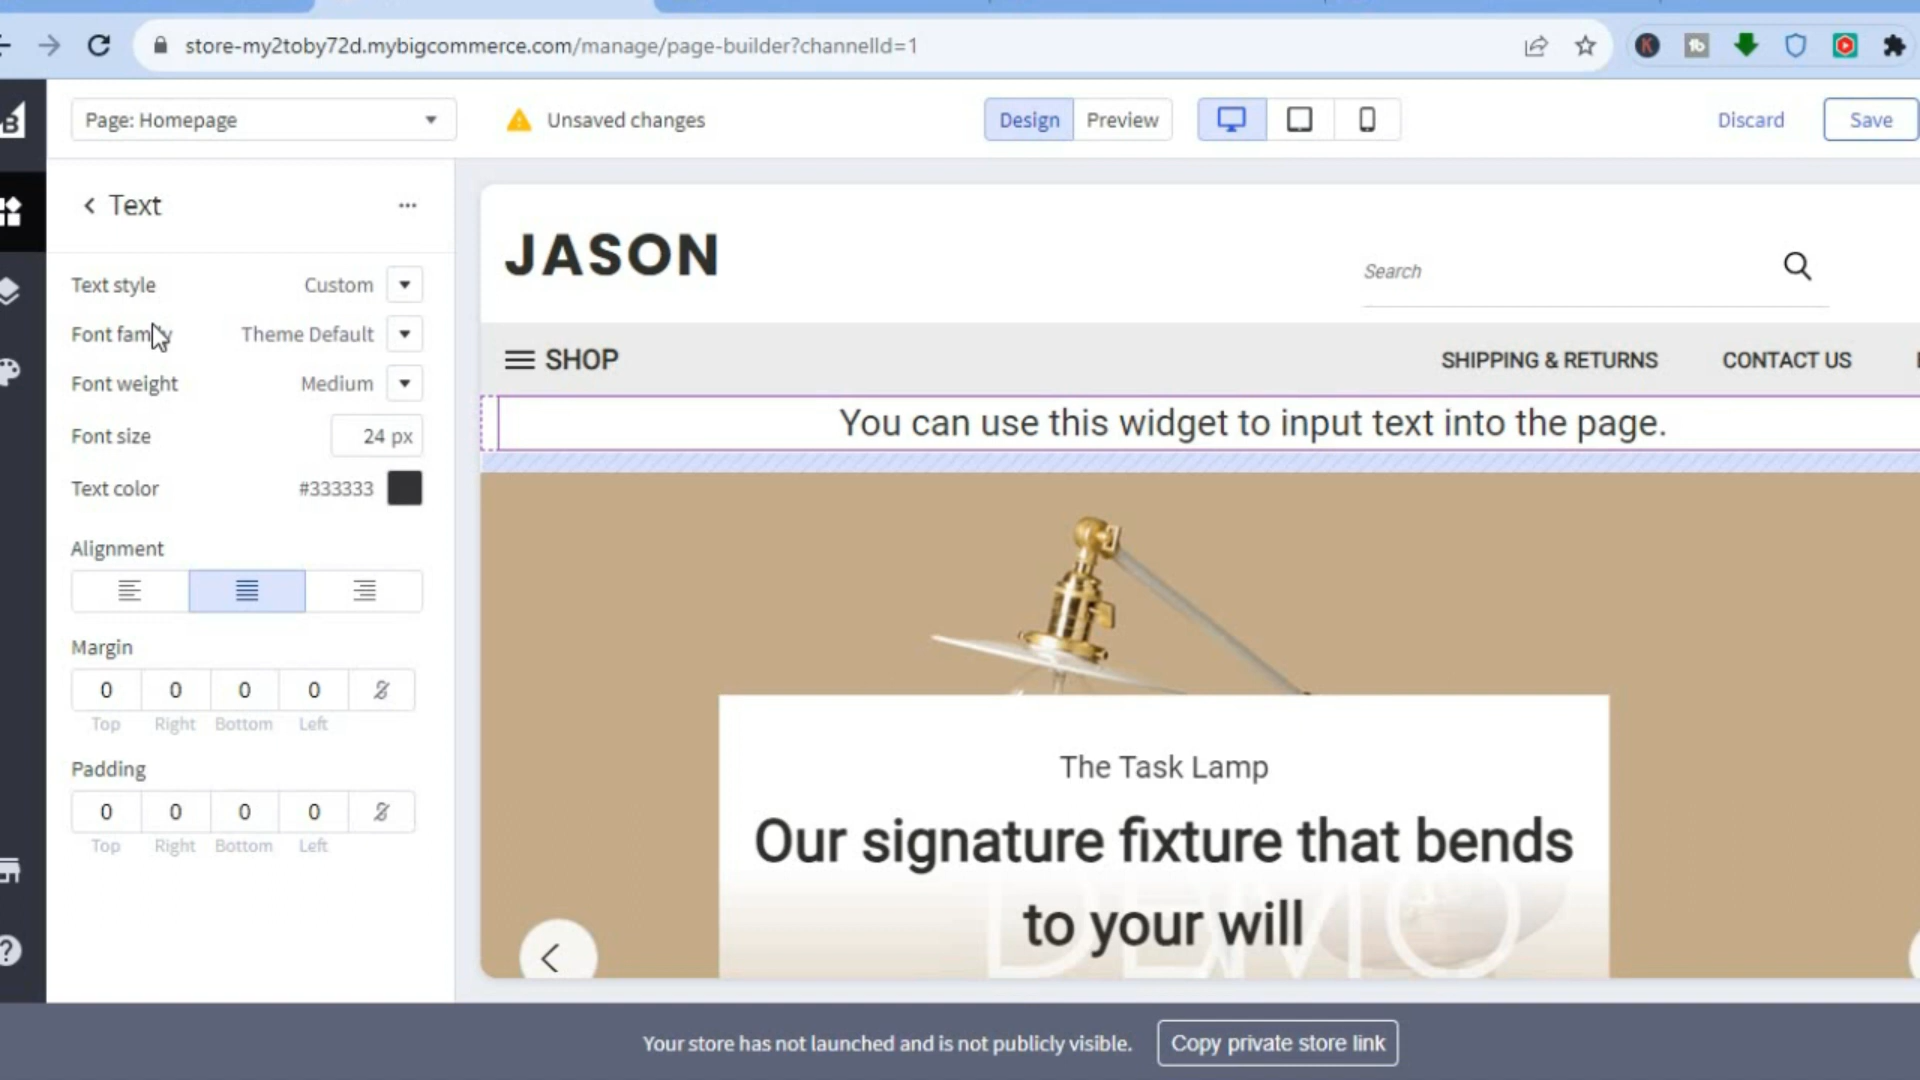 store-my2toby72d.mybigcommerce.com/manage/page-builder?channelId=1
Page: Homepage
Unsaved changes
Design
Preview
Discard
Save
Text
Text style
Custom
Font family
Theme Default
Font weight
Medium
Font size
24 px
Text color
#333333
Alignment
Margin
0 0 0 0
Top Right Bottom Left
Padding
0 0 0 0
Top Right Bottom Left
JASON
Search
SHOP
SHIPPING & RETURNS
CONTACT US
You can use this widget to input text into the page.
The Task Lamp
Our signature fixture that bends
to your will
DEMO
Your store has not launched and is not publicly visible.
Copy private store link